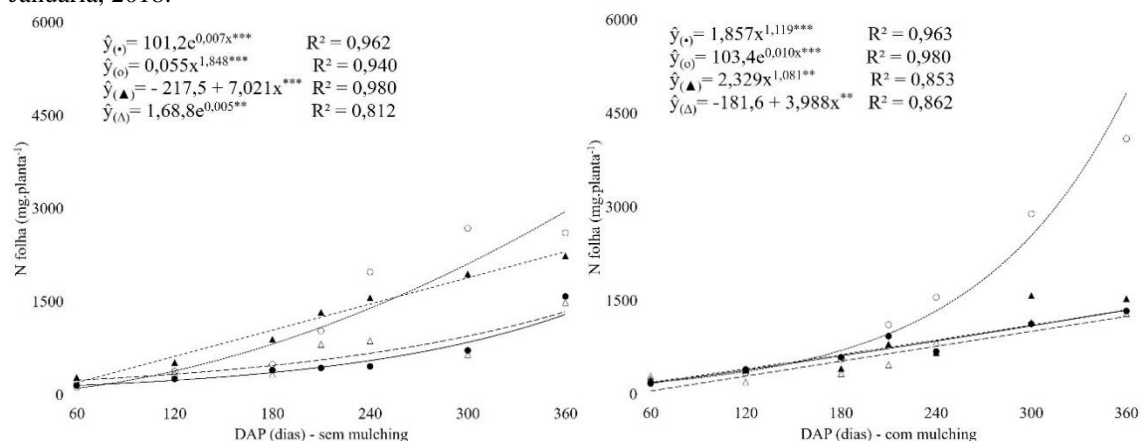 Januária, 2018.
6000
4500
3000
1500
0
N folha (mg.planta⁻¹)
ŷ(•)= 101,2e^0,007x*** R² = 0,962
ŷ(o)= 0,055x^1,848*** R² = 0,940
ŷ(▲)= - 217,5 + 7,021x*** R² = 0,980
ŷ(Δ)= 1,68,8e^0,005** R² = 0,812
60 120 180 240 300 360
DAP (dias) - sem mulching
6000
4500
3000
1500
0
N folha (mg.planta⁻¹)
ŷ(•)= 1,857x^1,119*** R² = 0,963
ŷ(o)= 103,4e^0,010x*** R² = 0,980
ŷ(▲)= 2,329x^1,081** R² = 0,853
ŷ(Δ)= -181,6 + 3,988x** R² = 0,862
60 120 180 240 300 360
DAP (dias) - com mulching